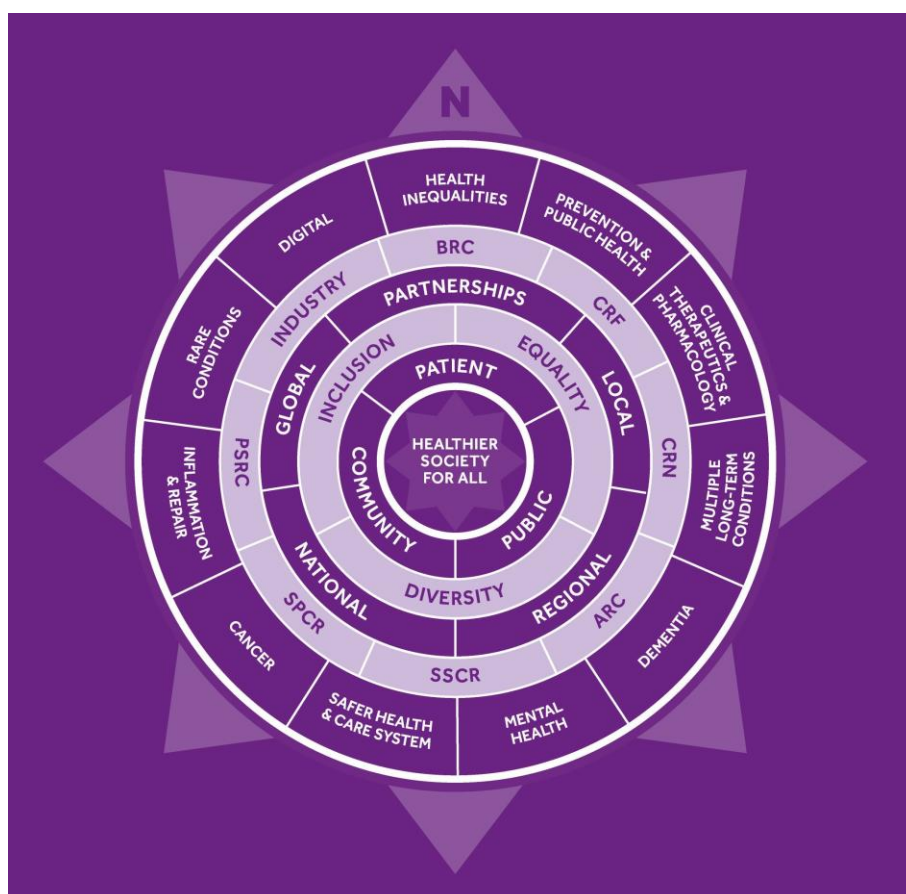 N
HEALTH
INEQUALITIES
PREVENTION &
PUBLIC HEALTH
CLINICAL
THERAPEUTICS &
PHARMACOLOGY
MULTIPLE
LONG-TERM
CONDITIONS
DEMENTIA
MENTAL
HEALTH
SAFER HEALTH
& CARE SYSTEM
CANCER
INFLAMMATION
& REPAIR
RARE
CONDITIONS
DIGITAL
BRC
CRF
CRN
ARC
SSCR
SPCR
PSRC
INDUSTRY
PARTNERSHIPS
LOCAL
REGIONAL
NATIONAL
GLOBAL
INCLUSION
EQUALITY
DIVERSITY
PATIENT
PUBLIC
COMMUNITY
HEALTHIER
SOCIETY
FOR ALL